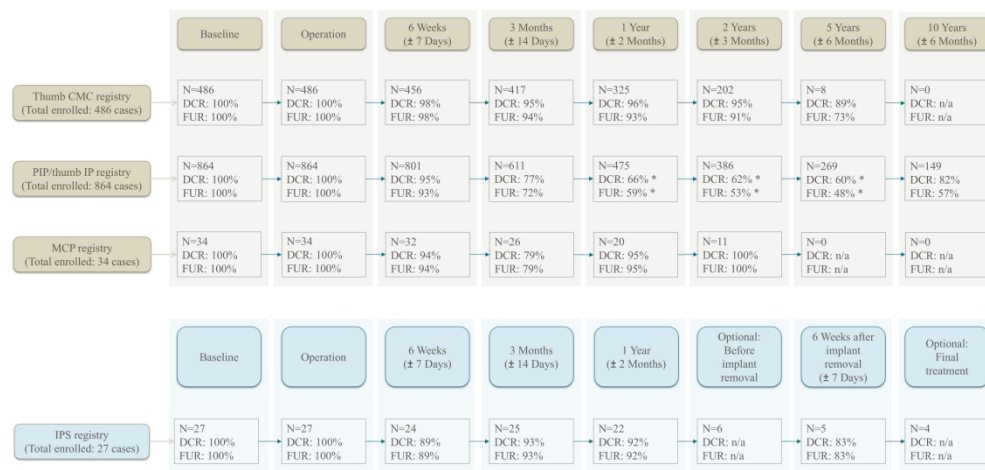 Baseline
Operation
6 Weeks
(± 7 Days)
3 Months
(± 14 Days)
1 Year
(± 2 Months)
2 Years
(± 3 Months)
5 Years
(± 6 Months)
10 Years
(± 6 Months)
Thumb CMC registry
(Total enrolled: 486 cases)
N=486
DCR: 100%
FUR: 100%
N=486
DCR: 100%
FUR: 100%
N=456
DCR: 98%
FUR: 98%
N=417
DCR: 95%
FUR: 94%
N=325
DCR: 96%
FUR: 93%
N=202
DCR: 95%
FUR: 91%
N=8
DCR: 89%
FUR: 73%
N=0
DCR: n/a
FUR: n/a
PIP/thumb IP registry
(Total enrolled: 864 cases)
N=864
DCR: 100%
FUR: 100%
N=864
DCR: 100%
FUR: 100%
N=801
DCR: 95%
FUR: 93%
N=611
DCR: 77%
FUR: 72%
N=475
DCR: 66% *
FUR: 59% *
N=386
DCR: 62% *
FUR: 53% *
N=269
DCR: 60% *
FUR: 48% *
N=149
DCR: 82%
FUR: 57%
MCP registry
(Total enrolled: 34 cases)
N=34
DCR: 100%
FUR: 100%
N=34
DCR: 100%
FUR: 100%
N=32
DCR: 94%
FUR: 94%
N=26
DCR: 79%
FUR: 79%
N=20
DCR: 95%
FUR: 95%
N=11
DCR: 100%
FUR: 100%
N=0
DCR: n/a
FUR: n/a
N=0
DCR: n/a
FUR: n/a
Baseline
Operation
6 Weeks
(± 7 Days)
3 Months
(± 14 Days)
1 Year
(± 2 Months)
Optional:
Before
implant
removal
6 Weeks after
implant
removal
(± 7 Days)
Optional:
Final
treatment
IPS registry
(Total enrolled: 27 cases)
N=27
DCR: 100%
FUR: 100%
N=27
DCR: 100%
FUR: 100%
N=24
DCR: 89%
FUR: 89%
N=25
DCR: 93%
FUR: 93%
N=22
DCR: 92%
FUR: 92%
N=6
DCR: n/a
FUR: n/a
N=5
DCR: 83%
FUR: 83%
N=4
DCR: n/a
FUR: n/a